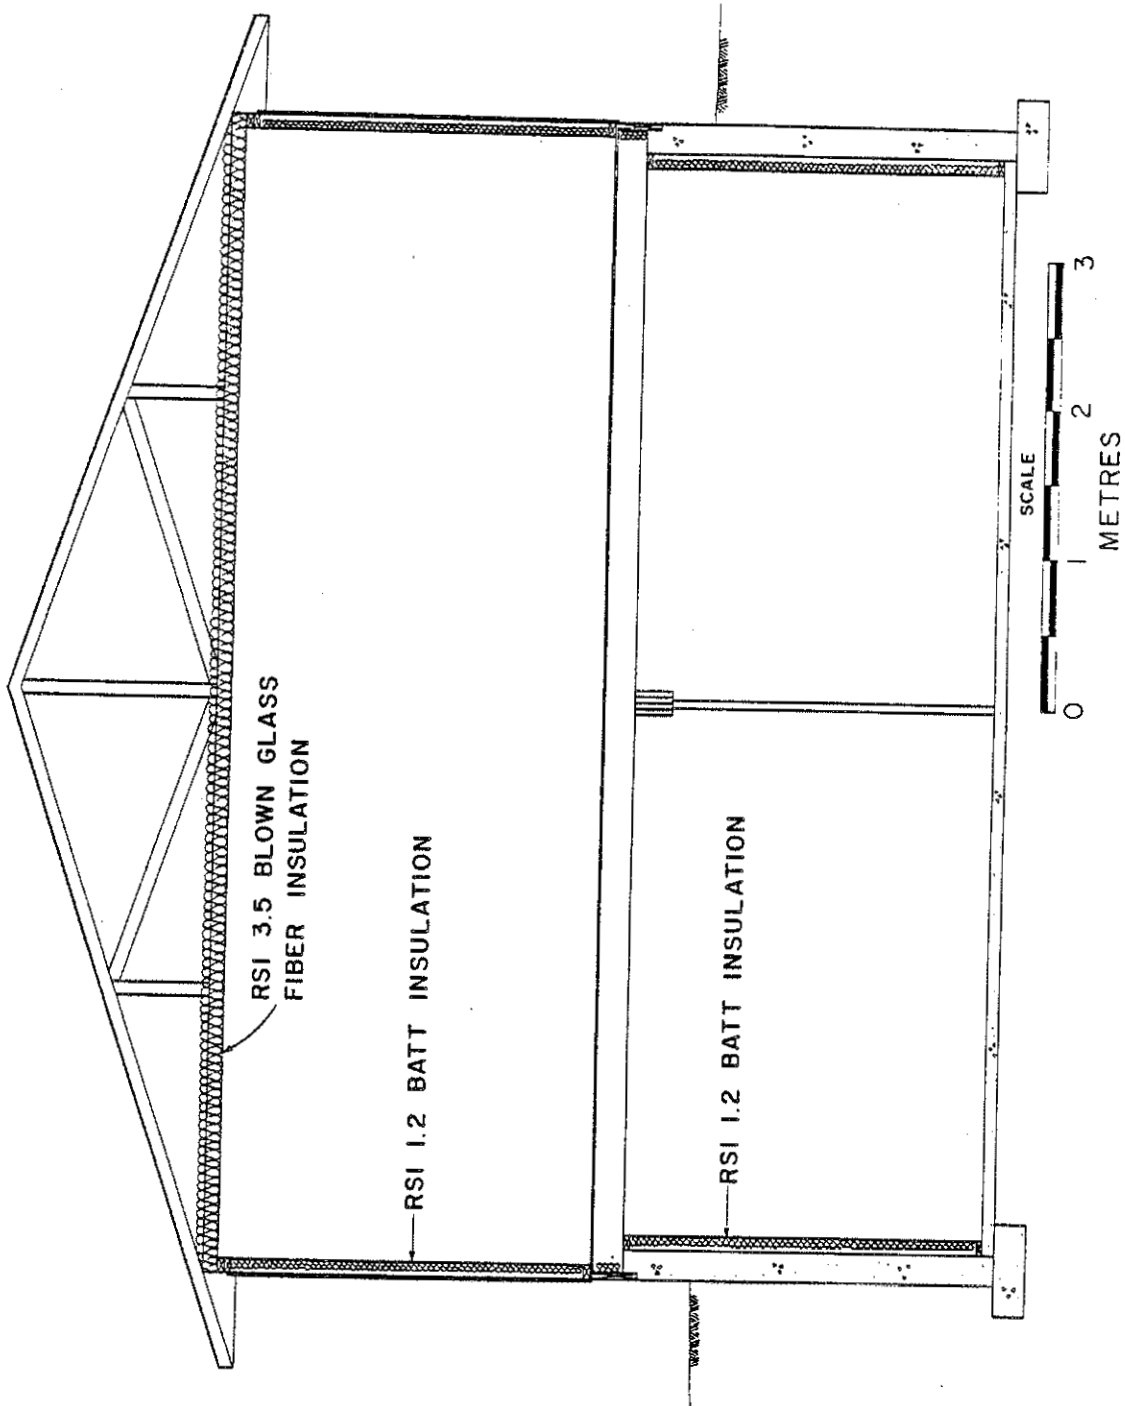 RSI 3.5 BLOWN GLASS
FIBER INSULATION
RSI 1.2 BATT INSULATION
RSI 1.2 BATT INSULATION
SCALE
0 1 2 3
METRES